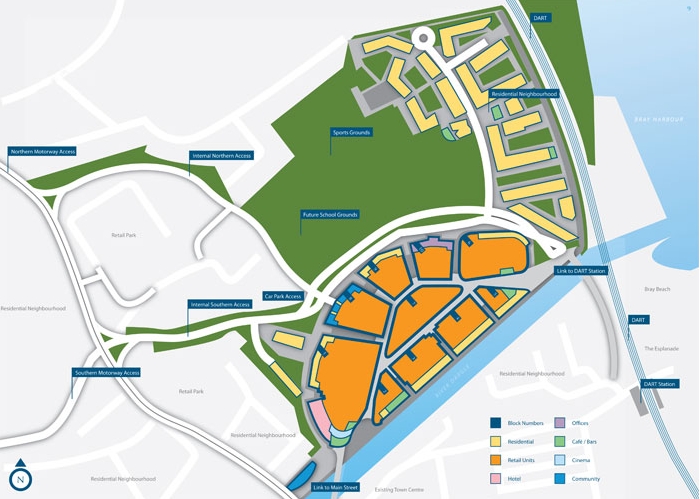 DART
Residential Neighbourhood
BRAY HARBOUR
Sports Grounds
Northern Motorway Access
Internal Northern Access
Future School Grounds
Retail Park
Link to DART Station
Bray Beach
Car Park Access
Internal Southern Access
Residential Neighbourhood
DART
The Esplanade
Southern Motorway Access
Residential Neighbourhood
DART Station
Retail Park
RIVER DARGLE
Residential Neighbourhood
Residential Neighbourhood
Link to Main Street
Existing Town Centre
Block Numbers
Offices
Residential
Café / Bars
Retail Units
Cinema
Hotel
Community
N